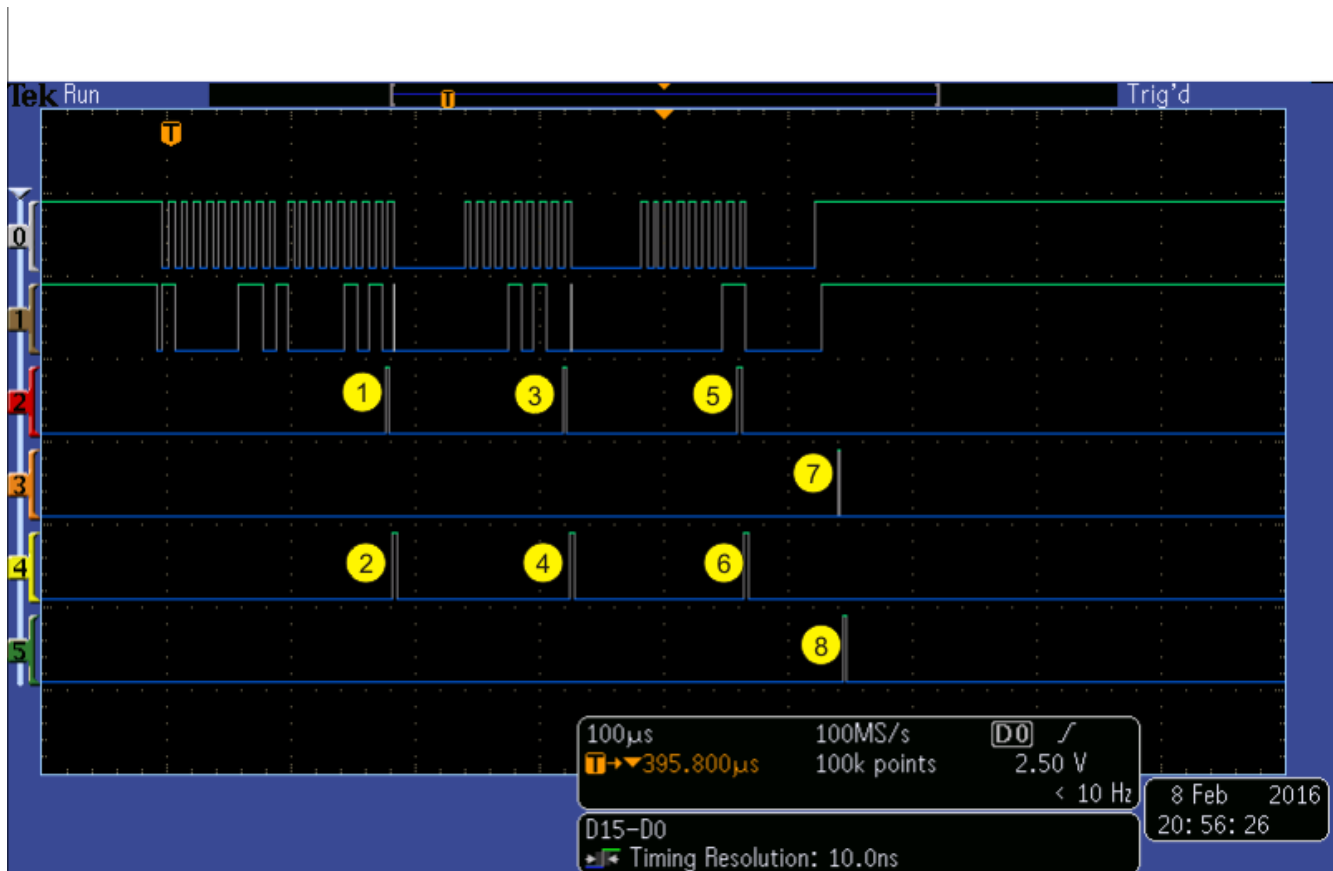 Tek Run Trig'd
T
T
0
1
2 1 3 5
3 7
4 2 4 6
5 8
100µs 100MS/s D0
T→▼395.800µs 100k points 2.50 V
< 10 Hz
8 Feb 2016
20:56:26
D15-D0
Timing Resolution: 10.0ns